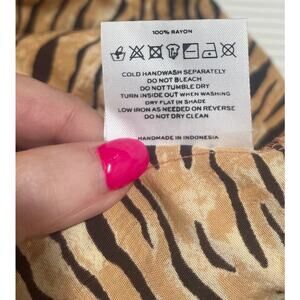 100% RAYON
COLD HANDWASH SEPARATELY
DO NOT BLEACH
DO NOT TUMBLE DRY
TURN INSIDE OUT WHEN WASHING
DRY FLAT IN SHADE
LOW IRON AS NEEDED ON REVERSE
DO NOT DRY CLEAN
HANDMADE IN INDONESIA